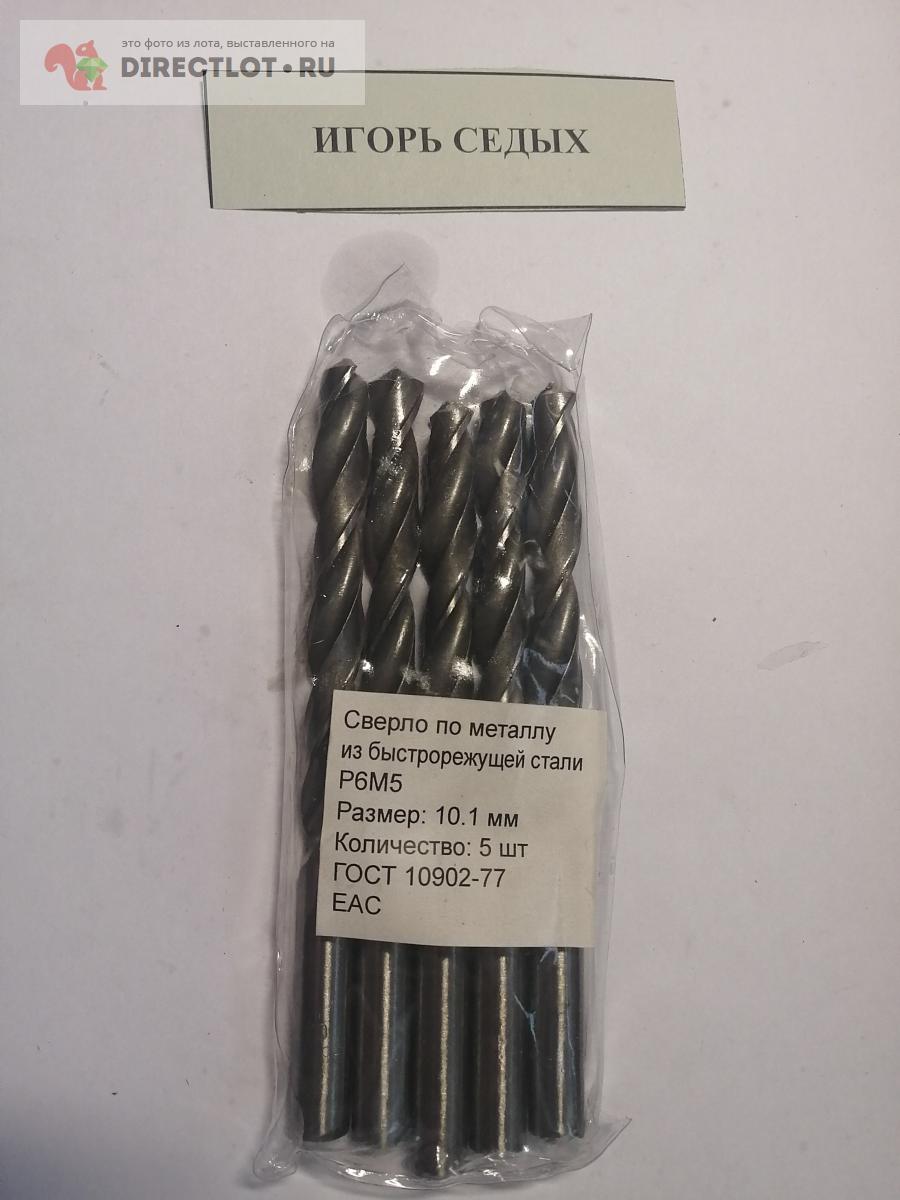 это фото из лота, выставленного на
DIRECTLOT•RU
ИГОРЬ СЕДЫХ
Сверло по металлу
из быстрорежущей стали
Р6М5
Размер: 10.1 мм
Количество: 5 шт
ГОСТ 10902-77
ЕАС